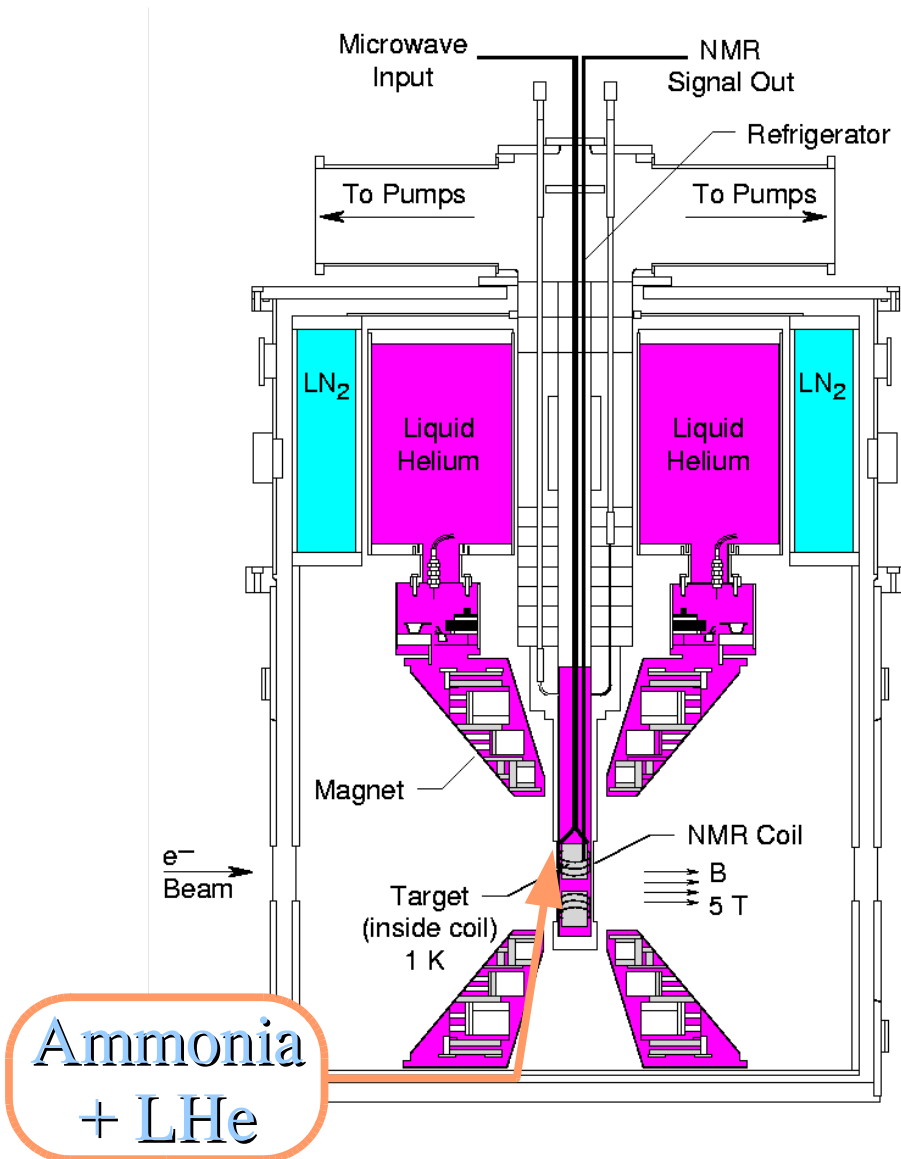 Microwave
Input
NMR
Signal Out
Refrigerator
To Pumps
To Pumps
LN2
Liquid
Helium
Liquid
Helium
LN2
Magnet
NMR Coil
e–
Beam
B
5 T
Target
(inside coil)
1 K
Ammonia
+ LHe